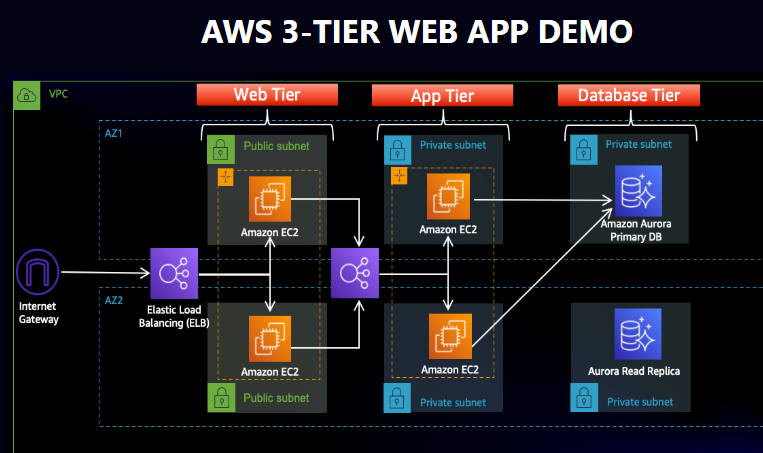 AWS 3-TIER WEB APP DEMO
VPC
Web Tier
App Tier
Database Tier
AZ1
Public subnet
Private subnet
Private subnet
Amazon EC2
Amazon EC2
Amazon Aurora
Primary DB
Internet
Gateway
Elastic Load
Balancing (ELB)
AZ2
Amazon EC2
Amazon EC2
Aurora Read Replica
Public subnet
Private subnet
Private subnet